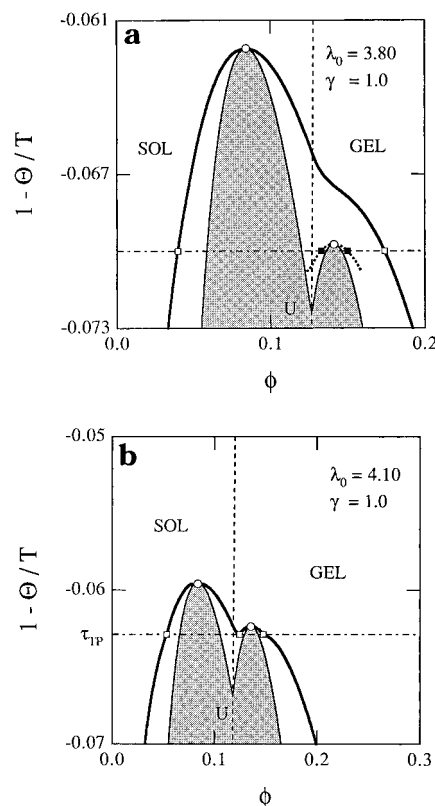 a
-0.061
λ₀ = 3.80
γ = 1.0
SOL
GEL
-0.067
1 - Θ / T
U
-0.073
0.0
0.1
0.2
ϕ
b
-0.05
λ₀ = 4.10
γ = 1.0
SOL
GEL
-0.06
1 - Θ / T
τ₁P
U
-0.07
0.0
0.1
0.2
0.3
ϕ